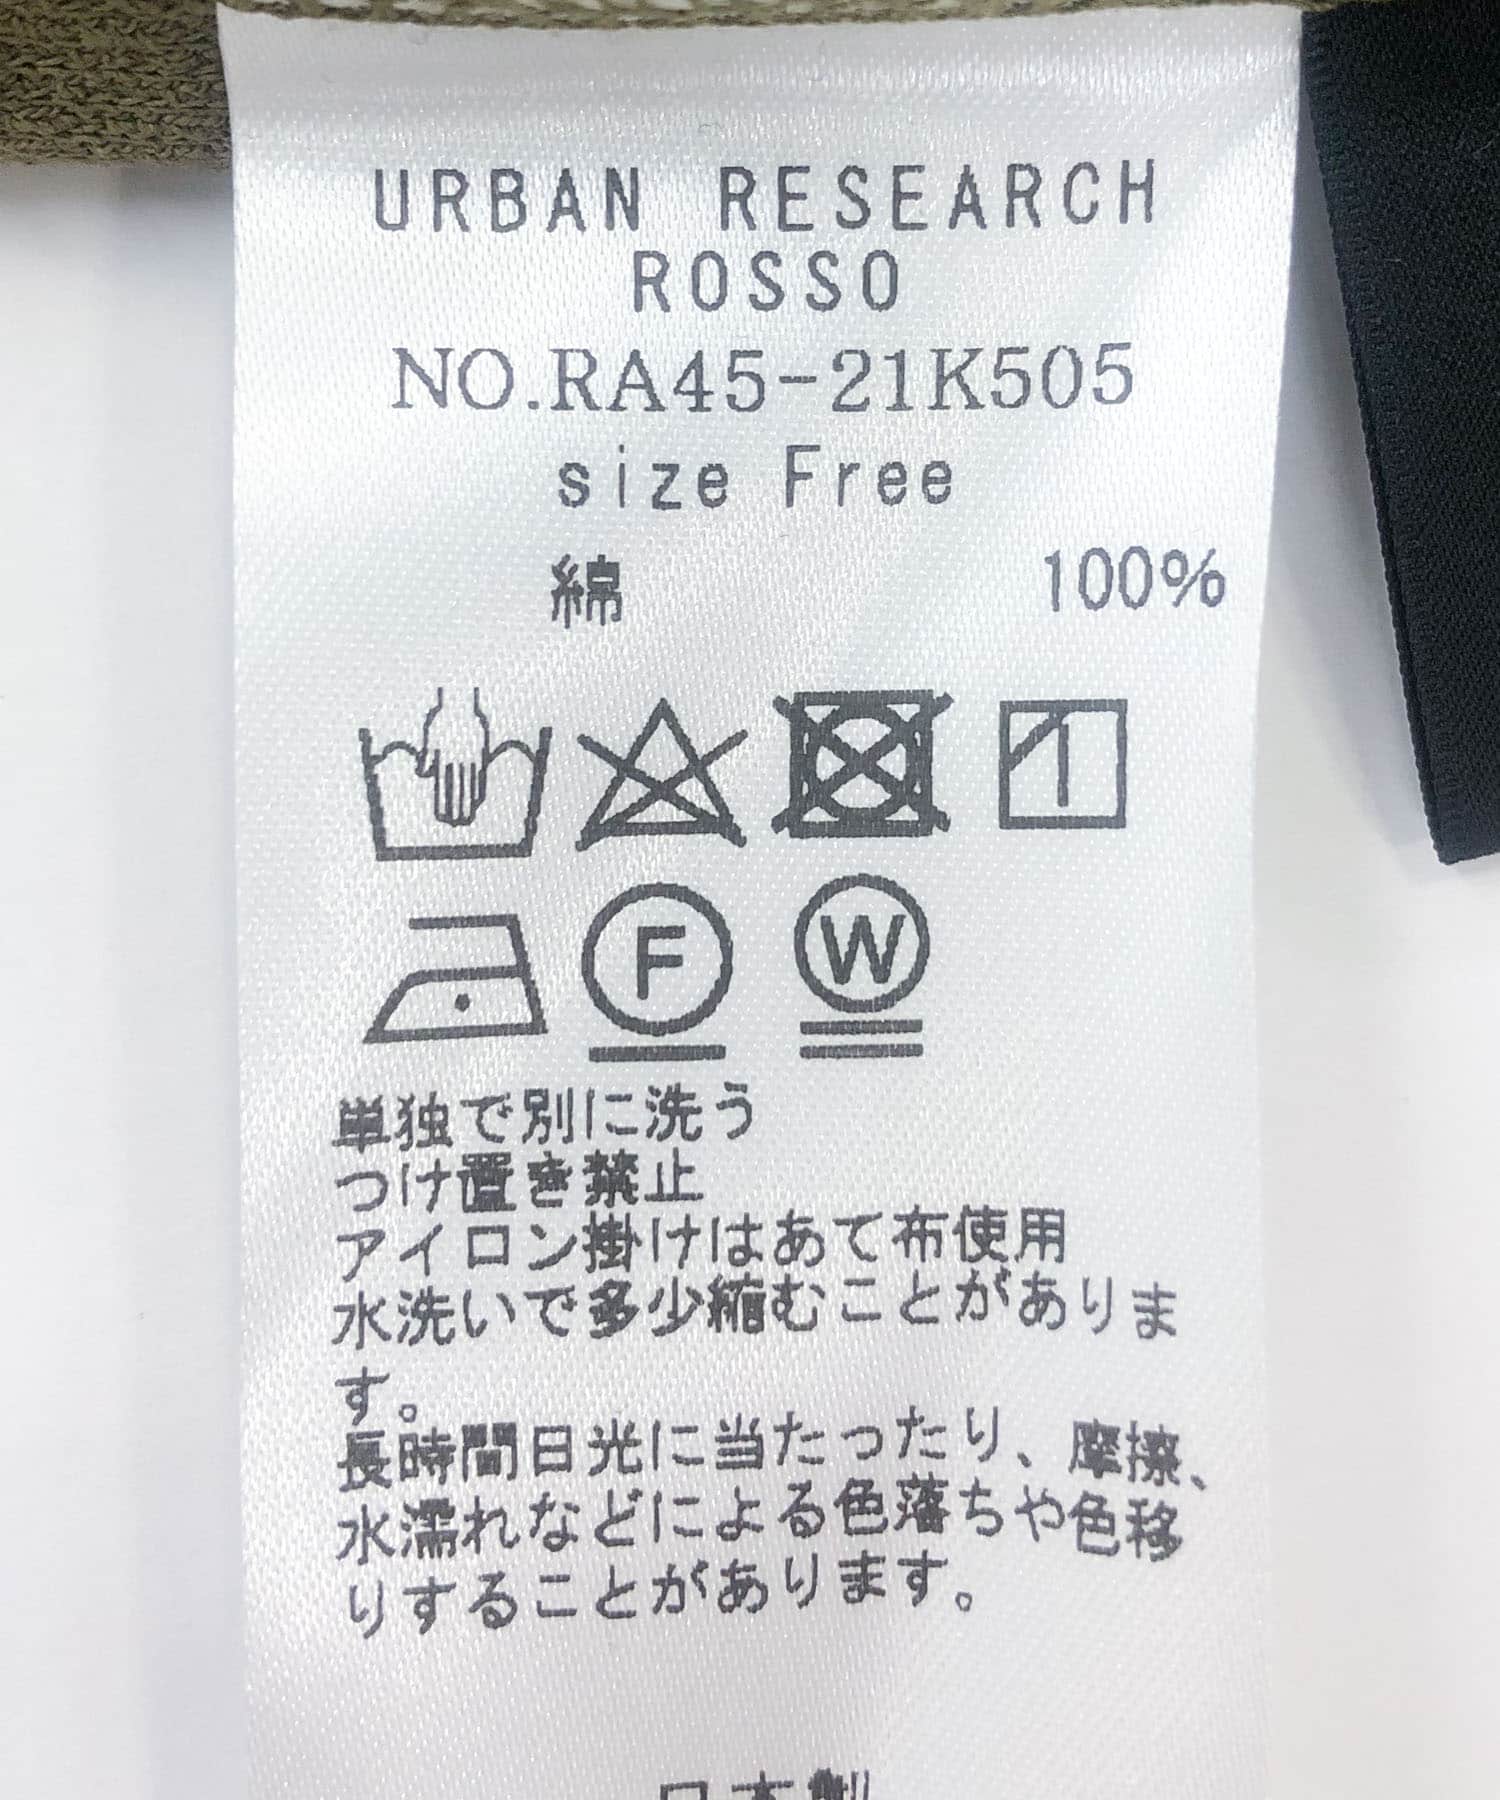 URBAN RESEARCH
ROSSO
NO.RA45-21K505
size Free
綿 100%
F W
単独で別に洗う
つけ置き禁止
アイロン掛けはあて布使用
水洗いで多少縮むことがありま
す。
長時間日光に当たったり、摩擦、
水濡れなどによる色落ちや色移
りすることがあります。
日本製